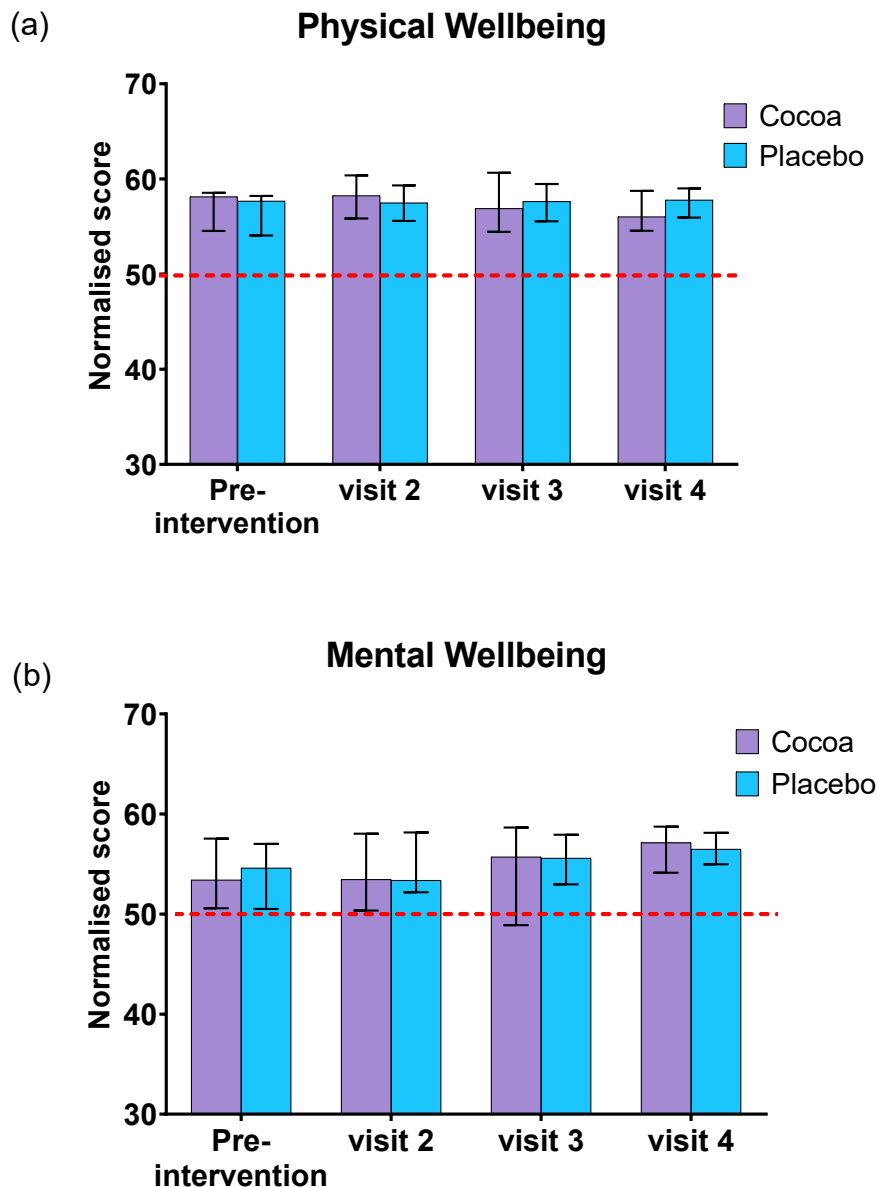 (a)
Physical Wellbeing
Normalised score
70
60
50
40
30
Cocoa
Placebo
Pre-
intervention
visit 2
visit 3
visit 4
(b)
Mental Wellbeing
Normalised score
70
60
50
40
30
Cocoa
Placebo
Pre-
intervention
visit 2
visit 3
visit 4